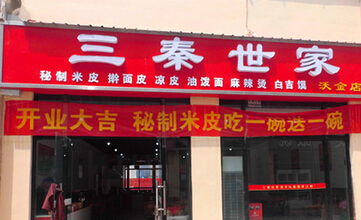 三秦世家
秘制米皮 擀面皮 凉皮 油泼面 麻辣烫 白吉馍 沃金店
开业大吉 秘制米皮吃一碗送一碗